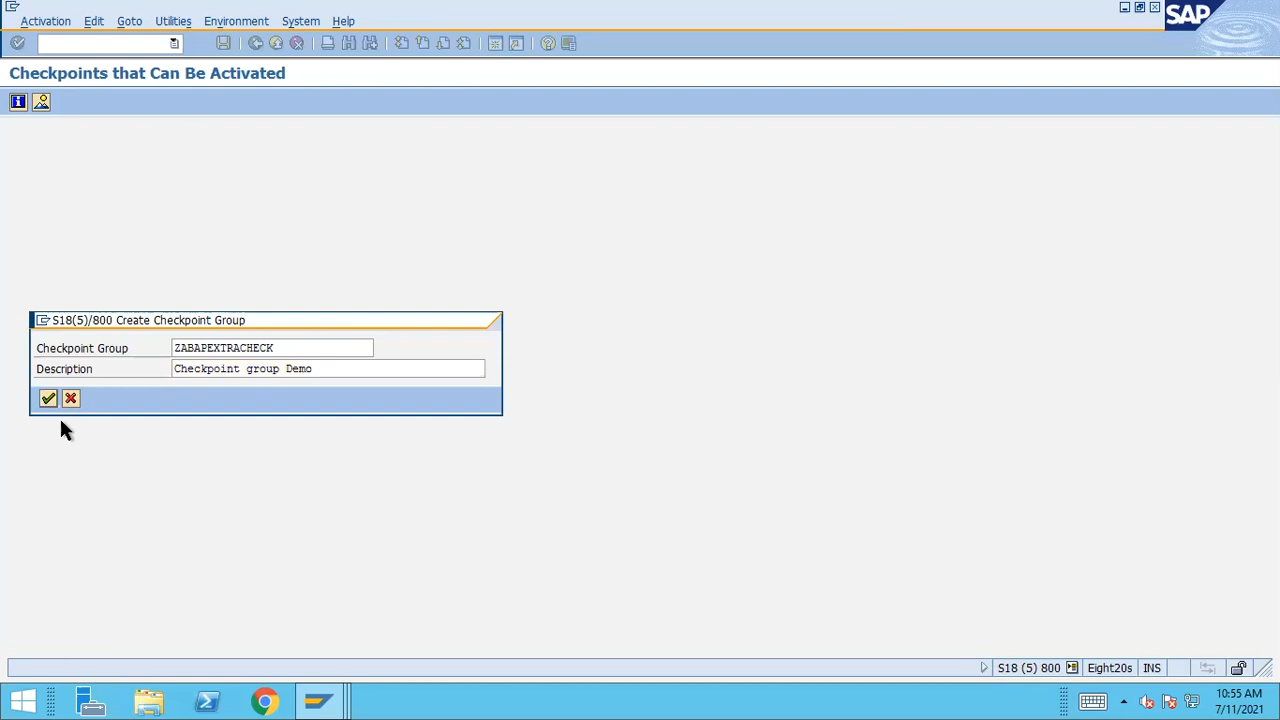 Activation Edit Goto Utilities Environment System Help
SAP
Checkpoints that Can Be Activated
S18(5)/800 Create Checkpoint Group
Checkpoint Group ZABAPEXTRACHECK
Description Checkpoint group Demo
S18 (5) 800 Eight20s INS
10:55 AM
7/11/2021